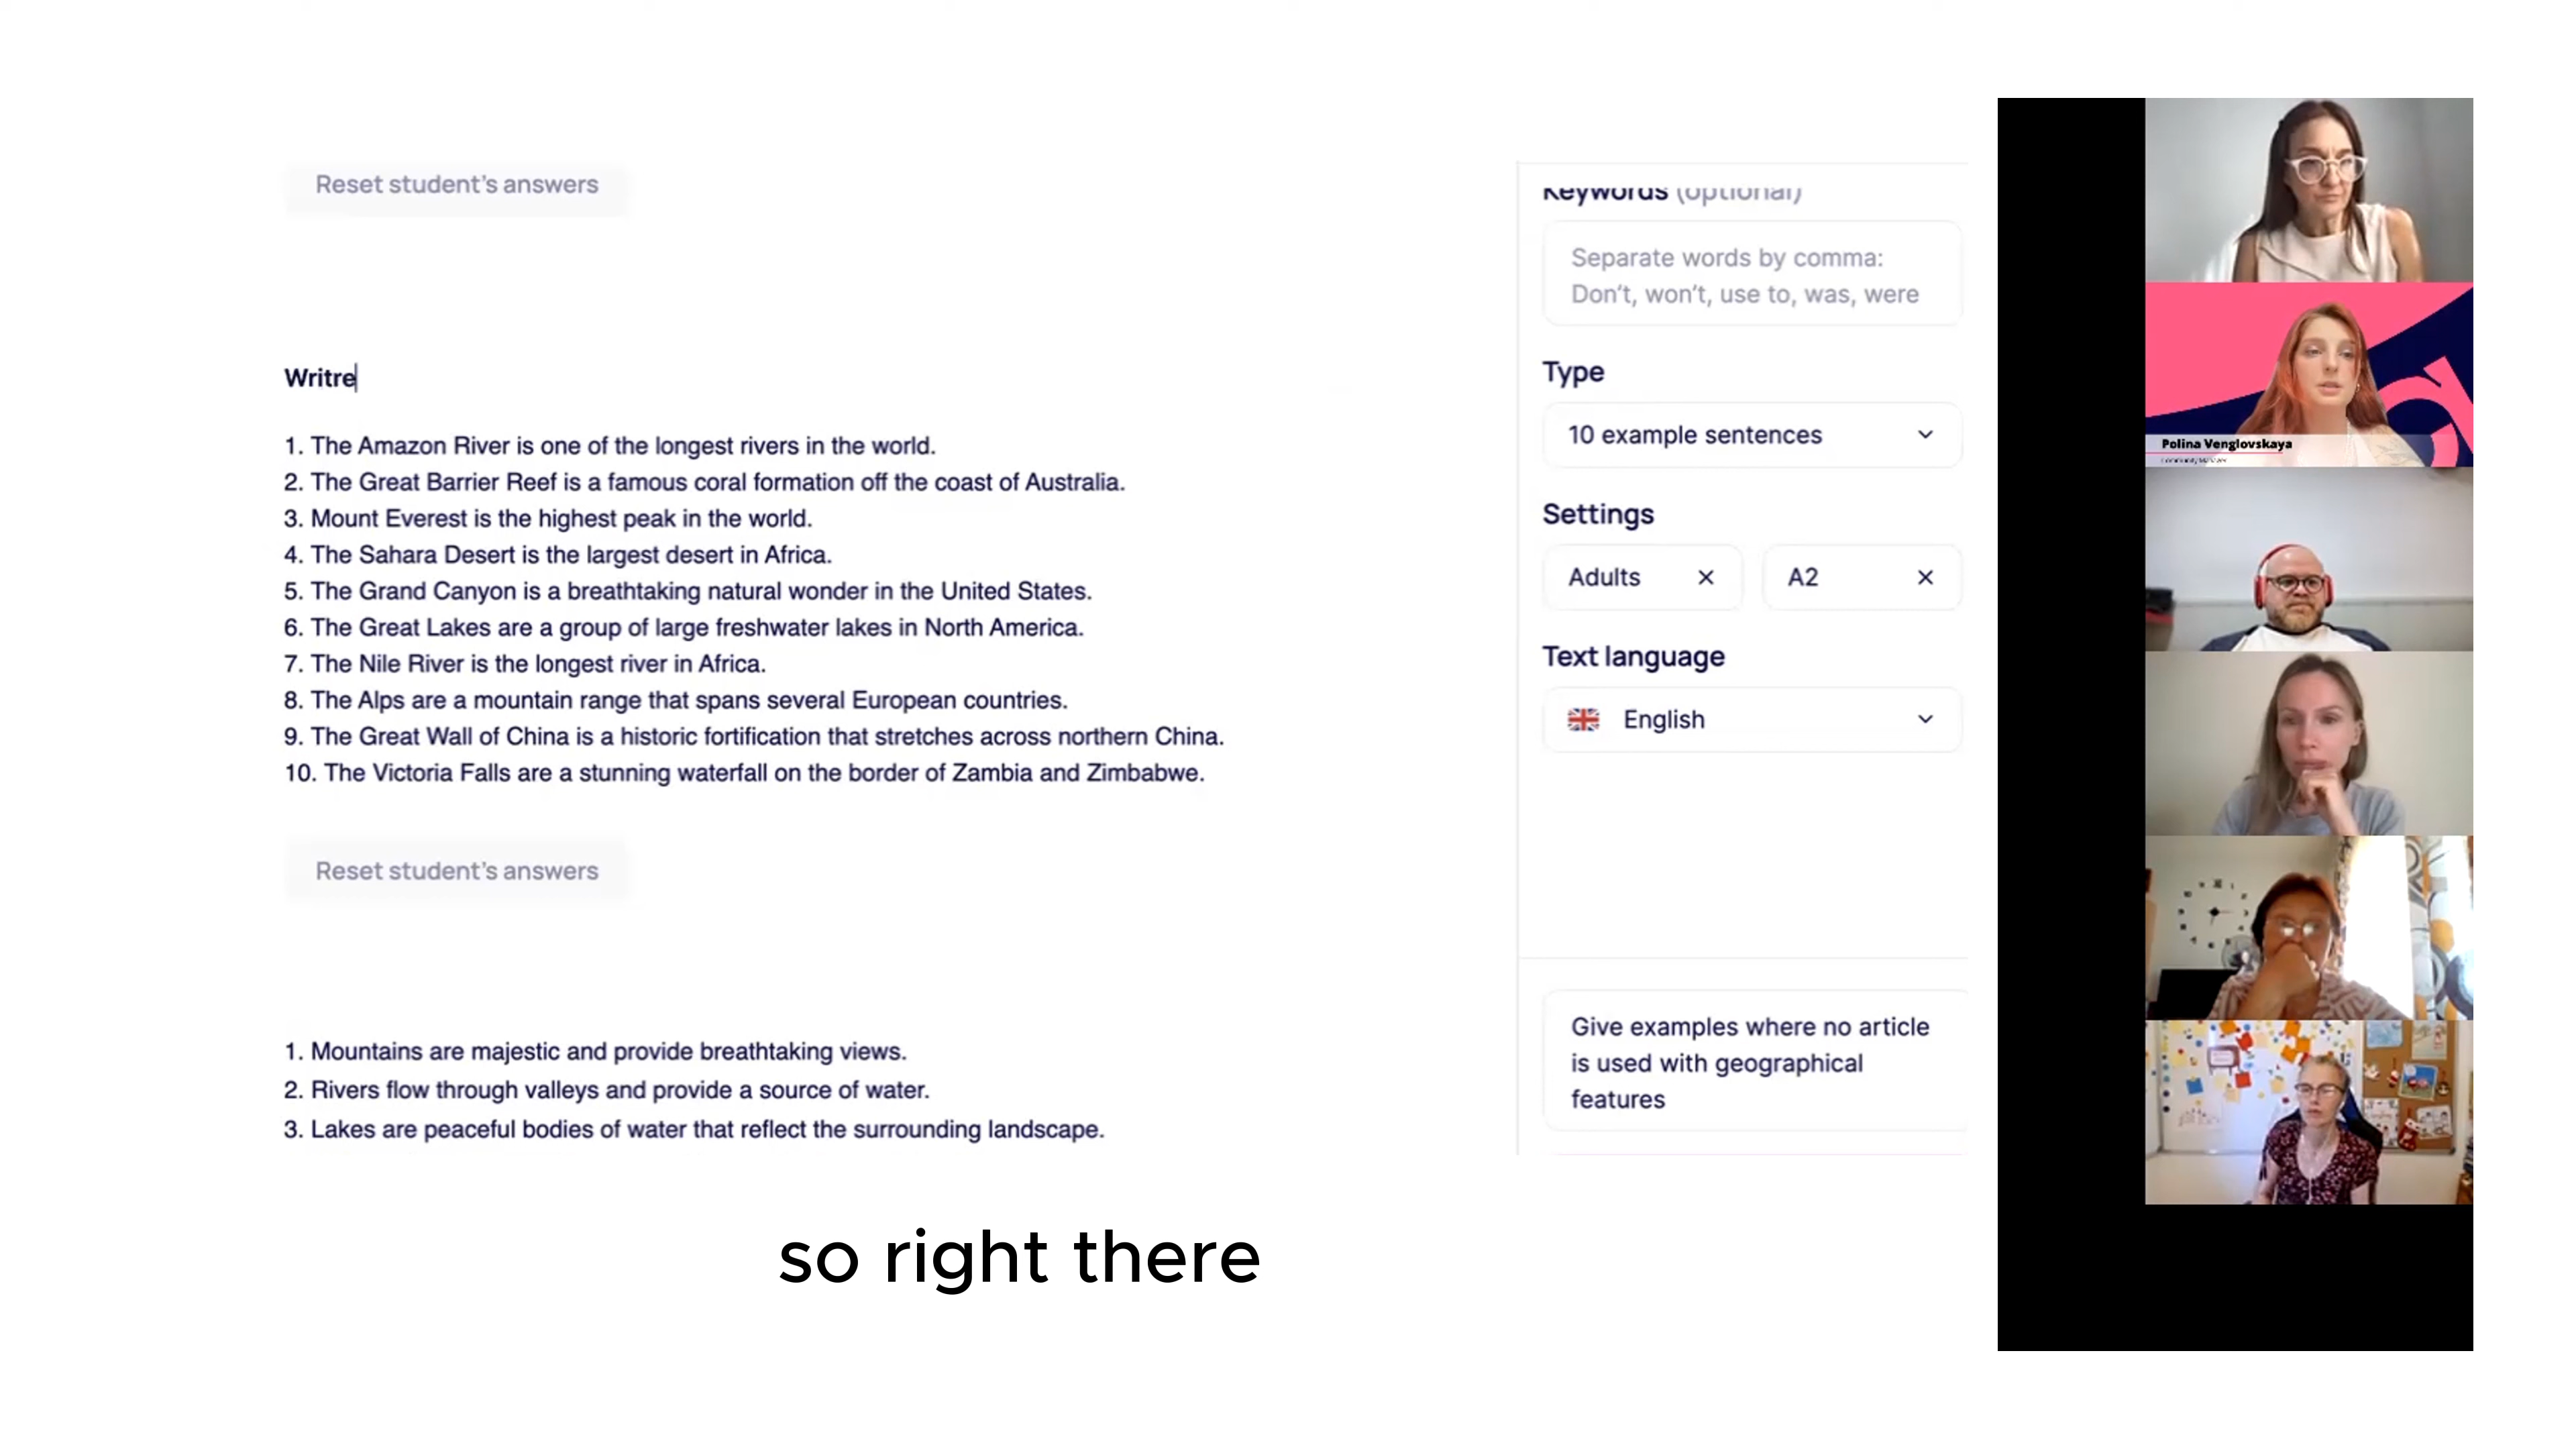 Reset student's answers
Writre
1. The Amazon River is one of the longest rivers in the world.
2. The Great Barrier Reef is a famous coral formation off the coast of Australia.
3. Mount Everest is the highest peak in the world.
4. The Sahara Desert is the largest desert in Africa.
5. The Grand Canyon is a breathtaking natural wonder in the United States.
6. The Great Lakes are a group of large freshwater lakes in North America.
7. The Nile River is the longest river in Africa.
8. The Alps are a mountain range that spans several European countries.
9. The Great Wall of China is a historic fortification that stretches across northern China.
10. The Victoria Falls are a stunning waterfall on the border of Zambia and Zimbabwe.
Reset student's answers
1. Mountains are majestic and provide breathtaking views.
2. Rivers flow through valleys and provide a source of water.
3. Lakes are peaceful bodies of water that reflect the surrounding landscape.
Keywords (optional)
Separate words by comma:
Don't, won't, use to, was, were
Type
10 example sentences
Settings
Adults
A2
Text language
English
Give examples where no article
is used with geographical
features
Polina Venglovskaya
Community Manager
so right there